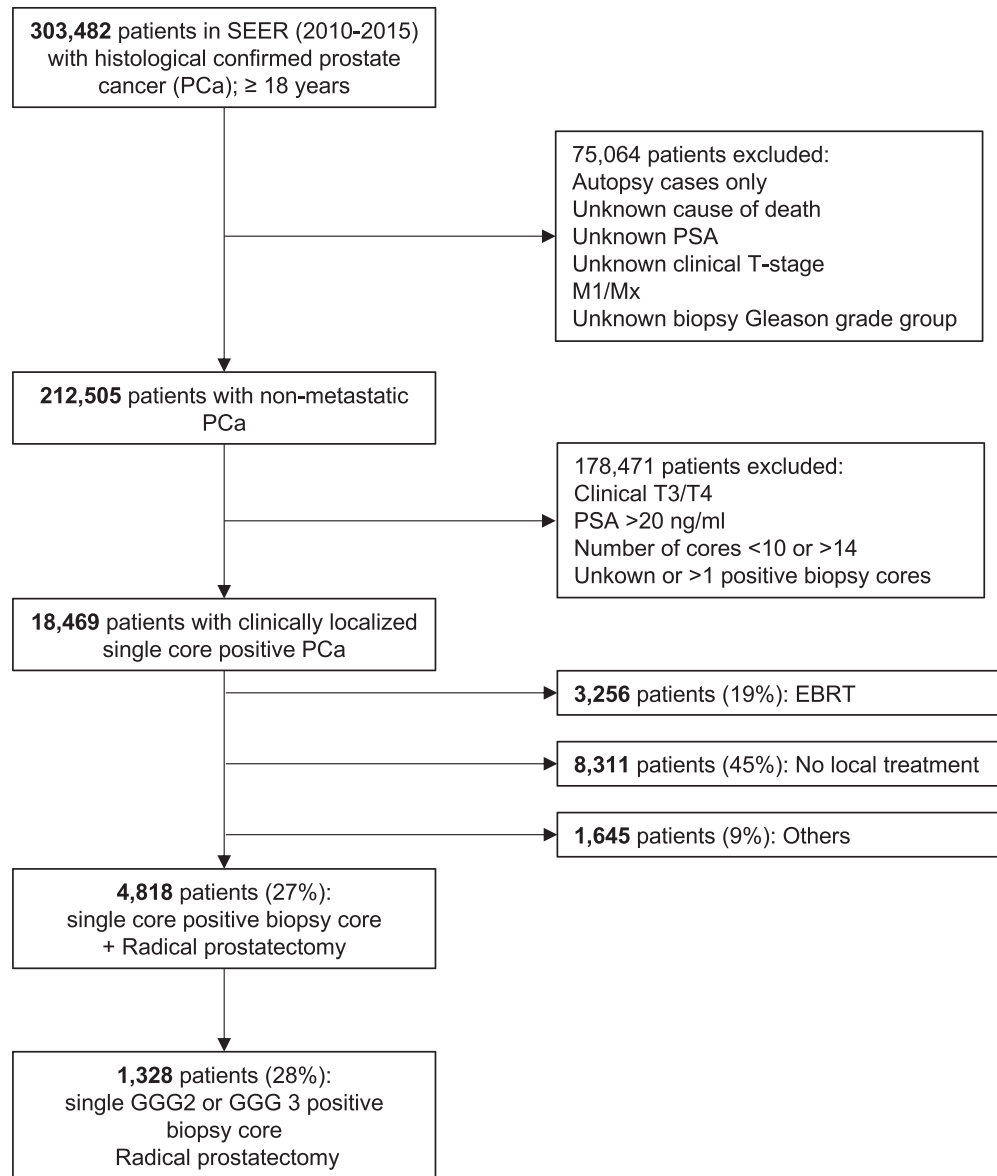 303,482 patients in SEER (2010-2015)
with histological confirmed prostate
cancer (PCa); ≥ 18 years
75,064 patients excluded:
Autopsy cases only
Unknown cause of death
Unknown PSA
Unknown clinical T-stage
M1/Mx
Unknown biopsy Gleason grade group
212,505 patients with non-metastatic
PCa
178,471 patients excluded:
Clinical T3/T4
PSA >20 ng/ml
Number of cores <10 or >14
Unkown or >1 positive biopsy cores
18,469 patients with clinically localized
single core positive PCa
3,256 patients (19%): EBRT
8,311 patients (45%): No local treatment
1,645 patients (9%): Others
4,818 patients (27%):
single core positive biopsy core
+ Radical prostatectomy
1,328 patients (28%):
single GGG2 or GGG 3 positive
biopsy core
Radical prostatectomy